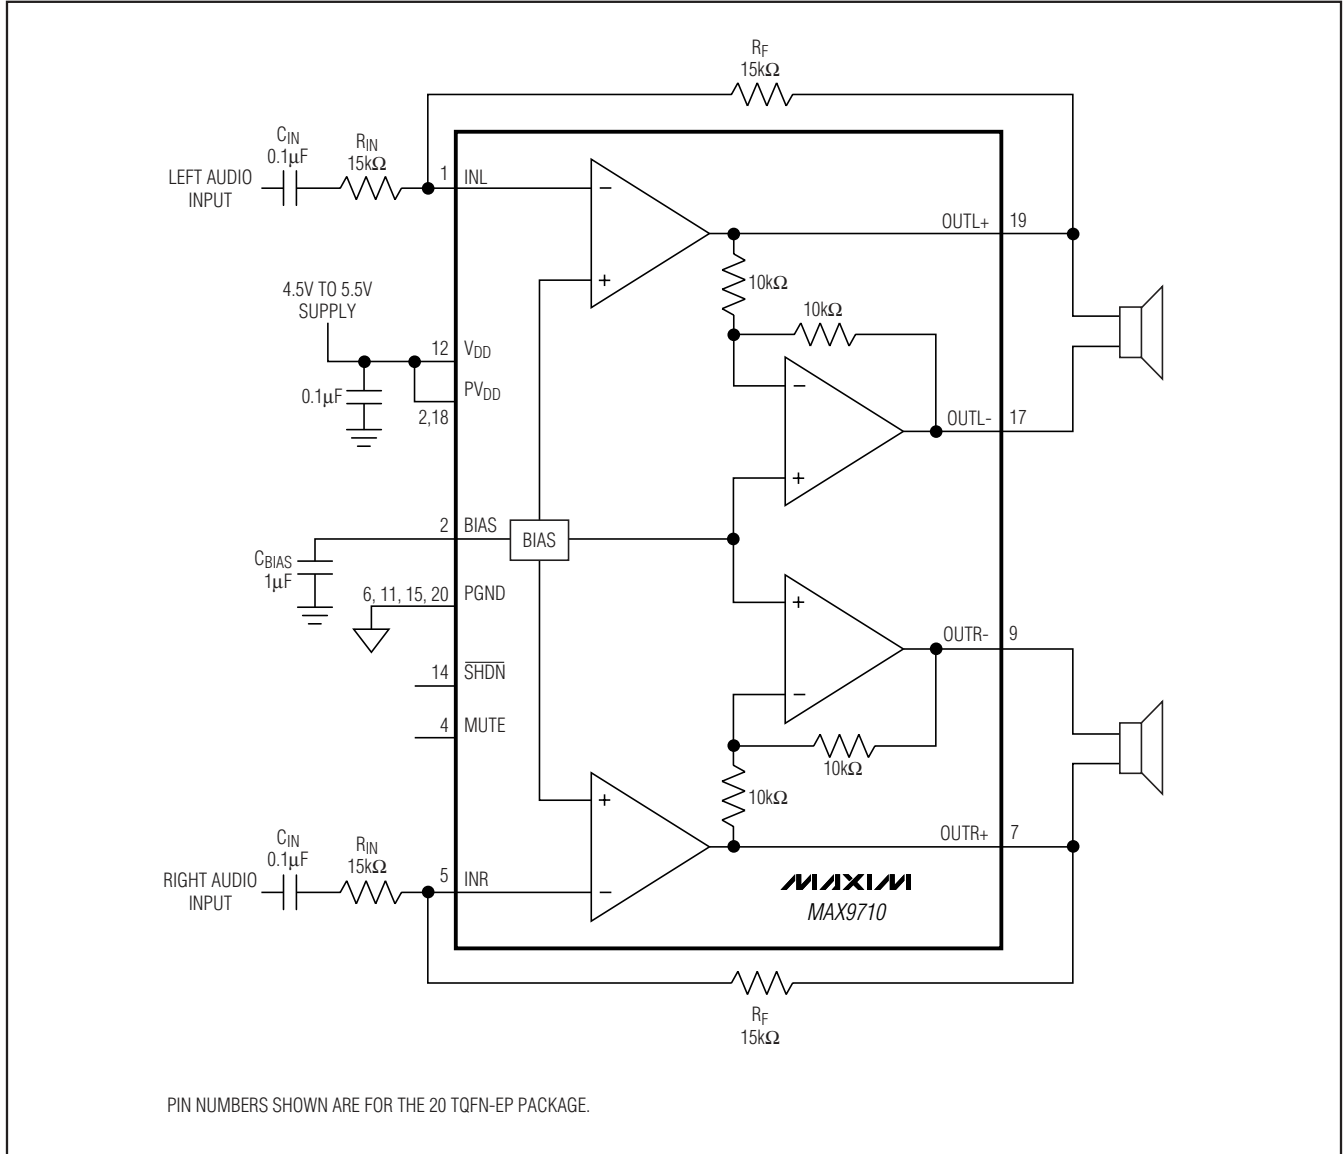 RF
15kΩ
CIN
0.1µF
RIN
15kΩ
LEFT AUDIO
INPUT
1
INL
−
+
OUTL+
19
10kΩ
10kΩ
4.5V TO 5.5V
SUPPLY
12
VDD
0.1µF
PVDD
2,18
−
+
OUTL-
17
2
BIAS
BIAS
CBIAS
1µF
6, 11, 15, 20
PGND
+
−
OUTR-
9
14
SHDN
4
MUTE
10kΩ
10kΩ
+
−
OUTR+
7
CIN
0.1µF
RIN
15kΩ
RIGHT AUDIO
INPUT
5
INR
MAXIM
MAX9710
RF
15kΩ
PIN NUMBERS SHOWN ARE FOR THE 20 TQFN-EP PACKAGE.